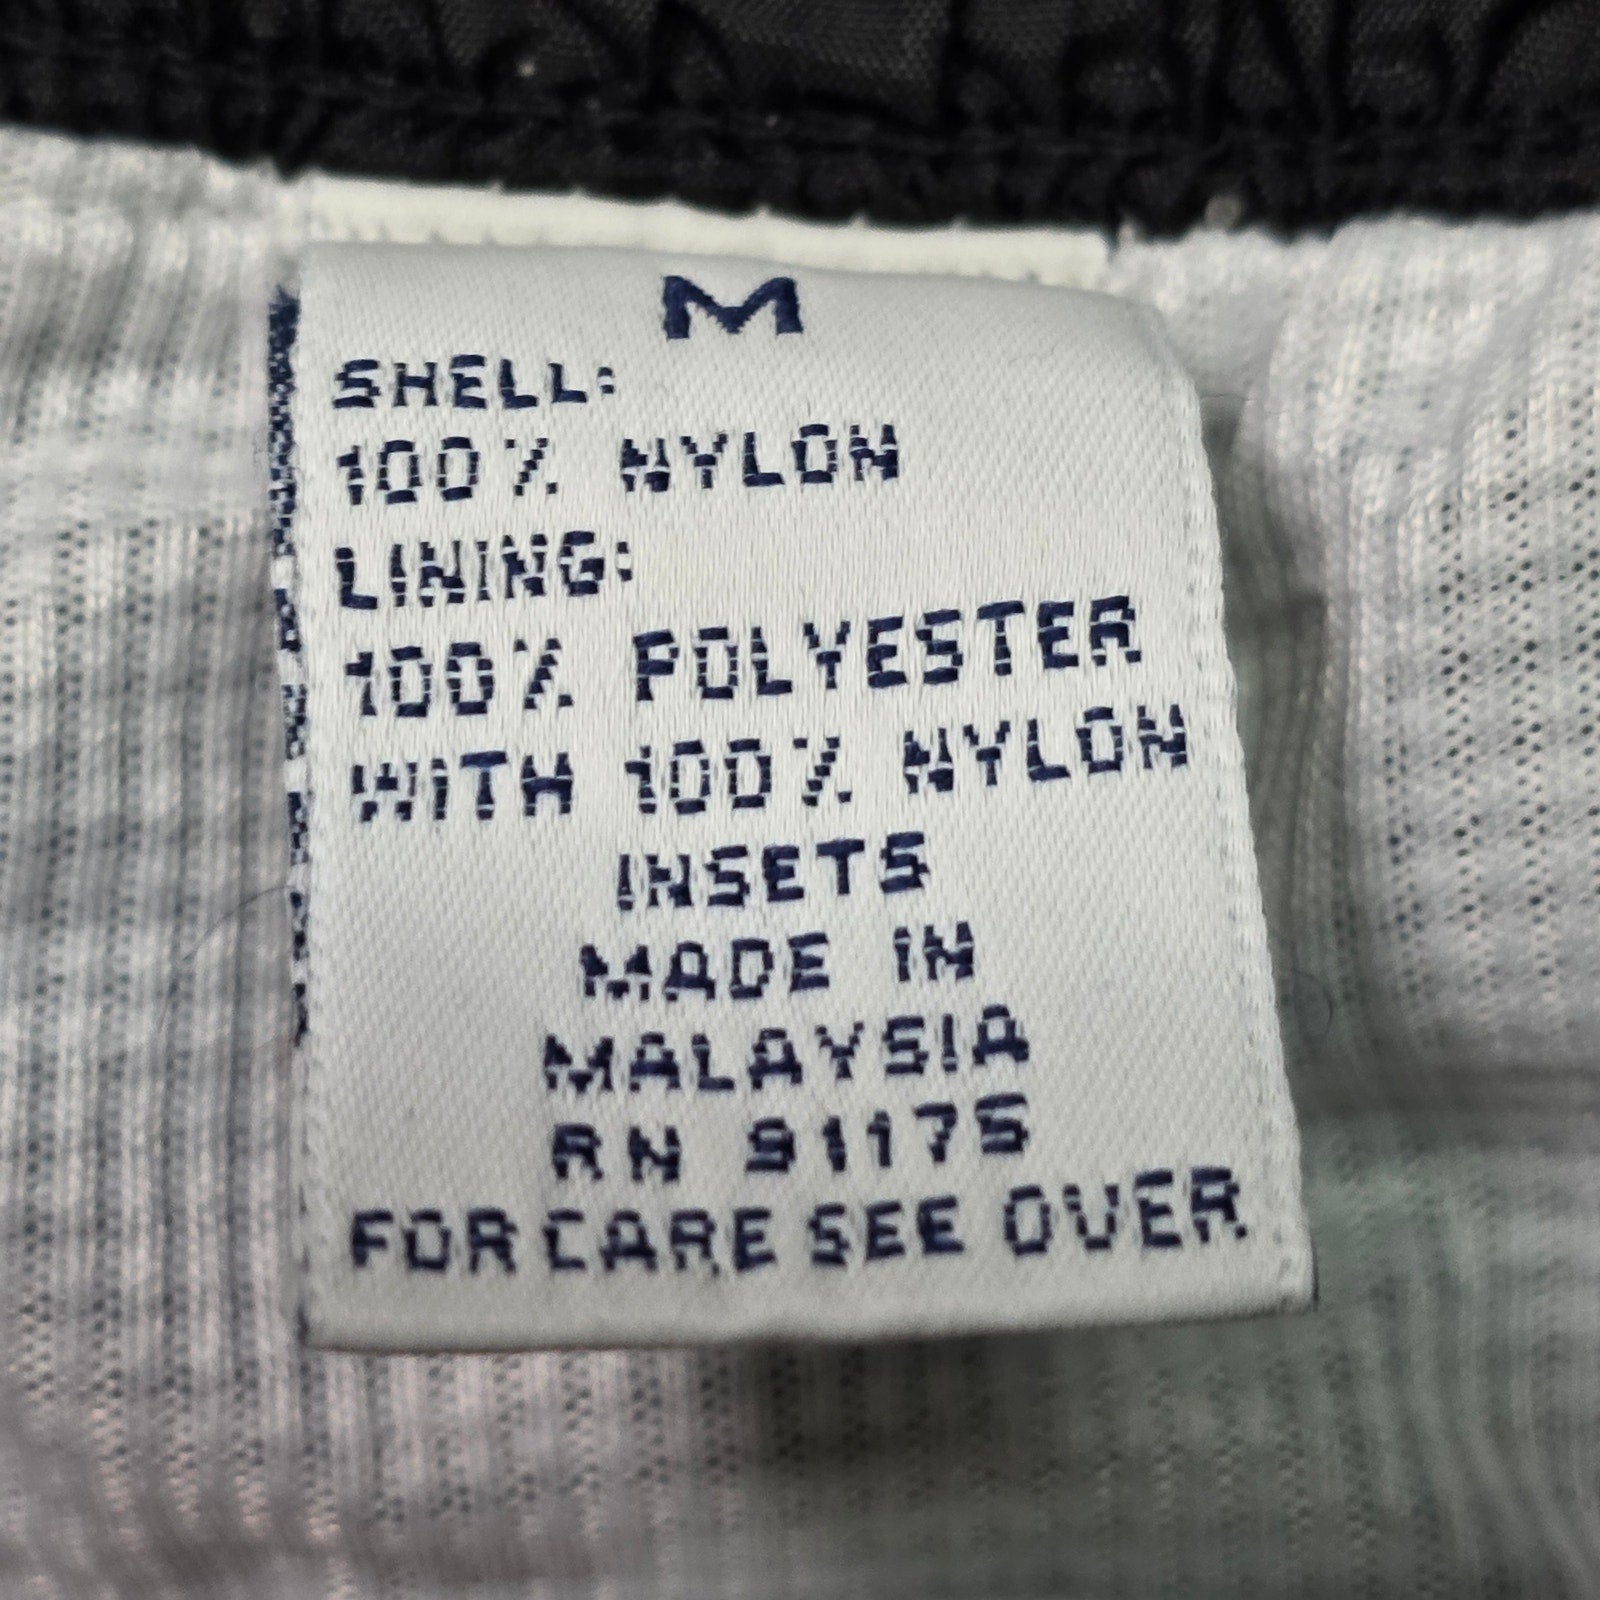 M
SHELL:
100% NYLON
LINING:
100% POLYESTER
WITH 100% NYLON
INSETS
MADE IN
MALAYSIA
RN 91175
FOR CARE SEE OVER